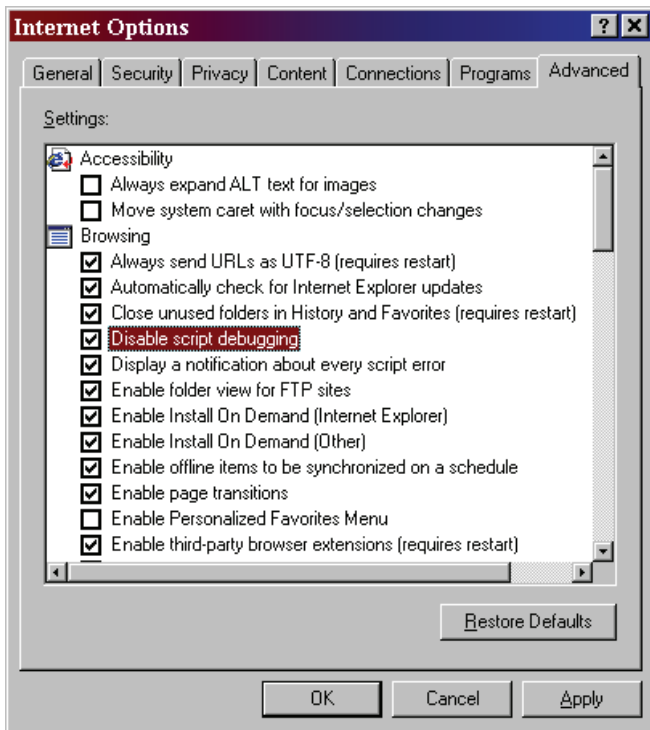 Internet Options
General Security Privacy Content Connections Programs Advanced
Settings:
Accessibility
Always expand ALT text for images
Move system caret with focus/selection changes
Browsing
Always send URLs as UTF-8 (requires restart)
Automatically check for Internet Explorer updates
Close unused folders in History and Favorites (requires restart)
Disable script debugging
Display a notification about every script error
Enable folder view for FTP sites
Enable Install On Demand (Internet Explorer)
Enable Install On Demand (Other)
Enable offline items to be synchronized on a schedule
Enable page transitions
Enable Personalized Favorites Menu
Enable third-party browser extensions (requires restart)
Restore Defaults
OK Cancel Apply